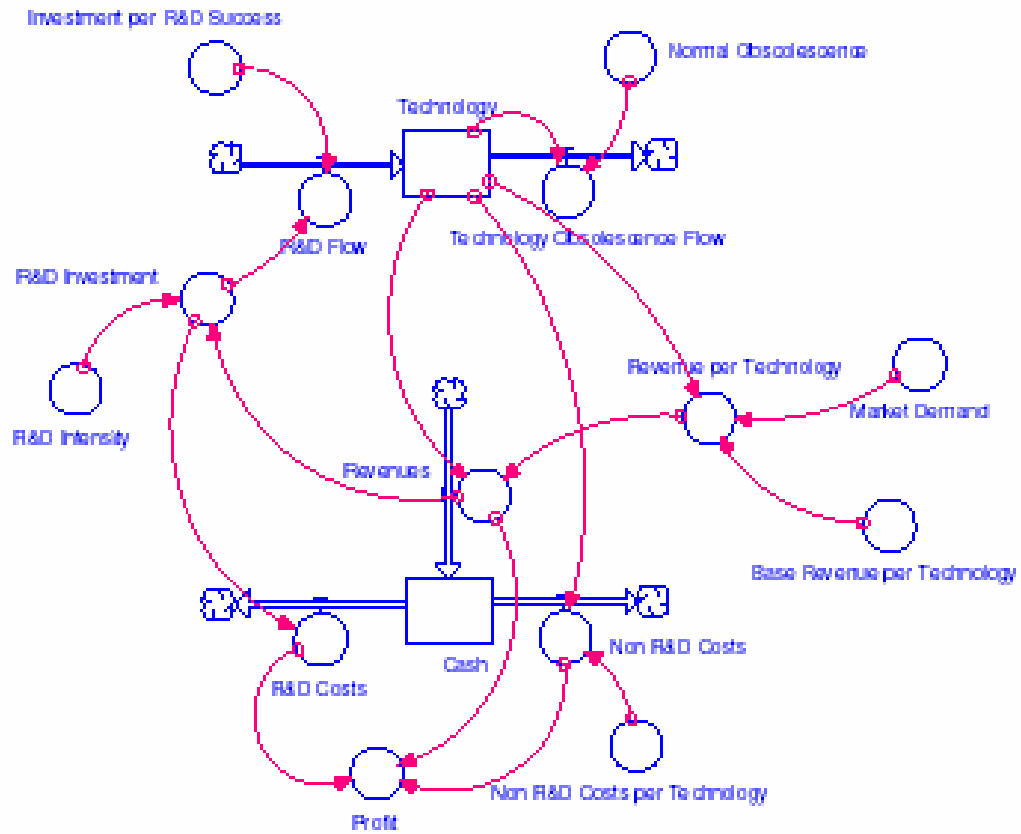 Investment per R&D Success
Normal Obscolescence
Technology
R&D Flow
Technology Obsolescence Flow
R&D Investment
Revenue per Technology
Market Demand
R&D Intensity
Revenues
Base Revenue per Technology
Non R&D Costs
Cash
R&D Costs
Non R&D Costs per Technology
Profit